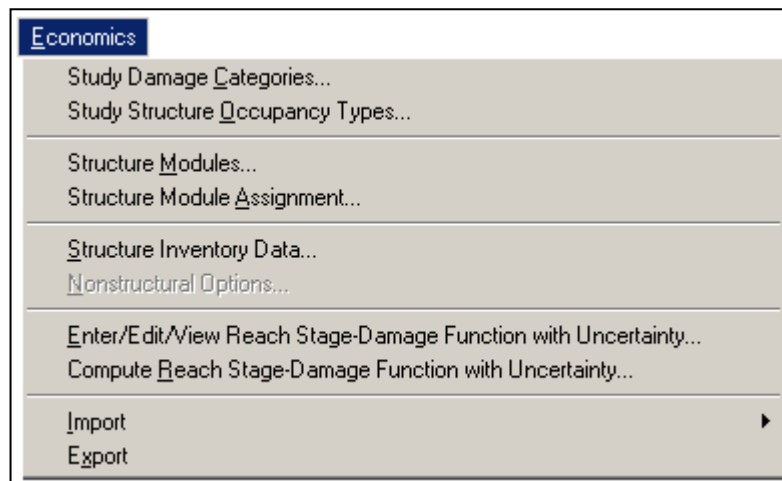 Economics
Study Damage Categories...
Study Structure Occupancy Types...
Structure Modules...
Structure Module Assignment...
Structure Inventory Data...
Nonstructural Options...
Enter/Edit/View Reach Stage-Damage Function with Uncertainty...
Compute Reach Stage-Damage Function with Uncertainty...
Import
Export